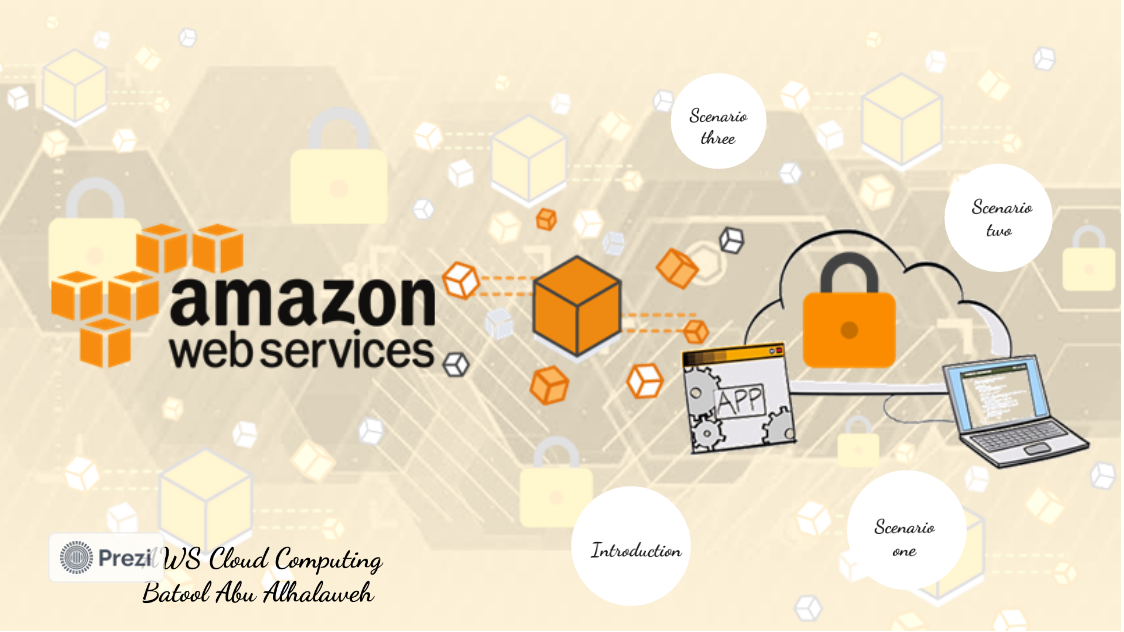 Scenario
three
Scenario
two
amazon
web services
APP
Introduction
Scenario
one
Prezi
WS Cloud Computing
Batool Abu Alhalaweh